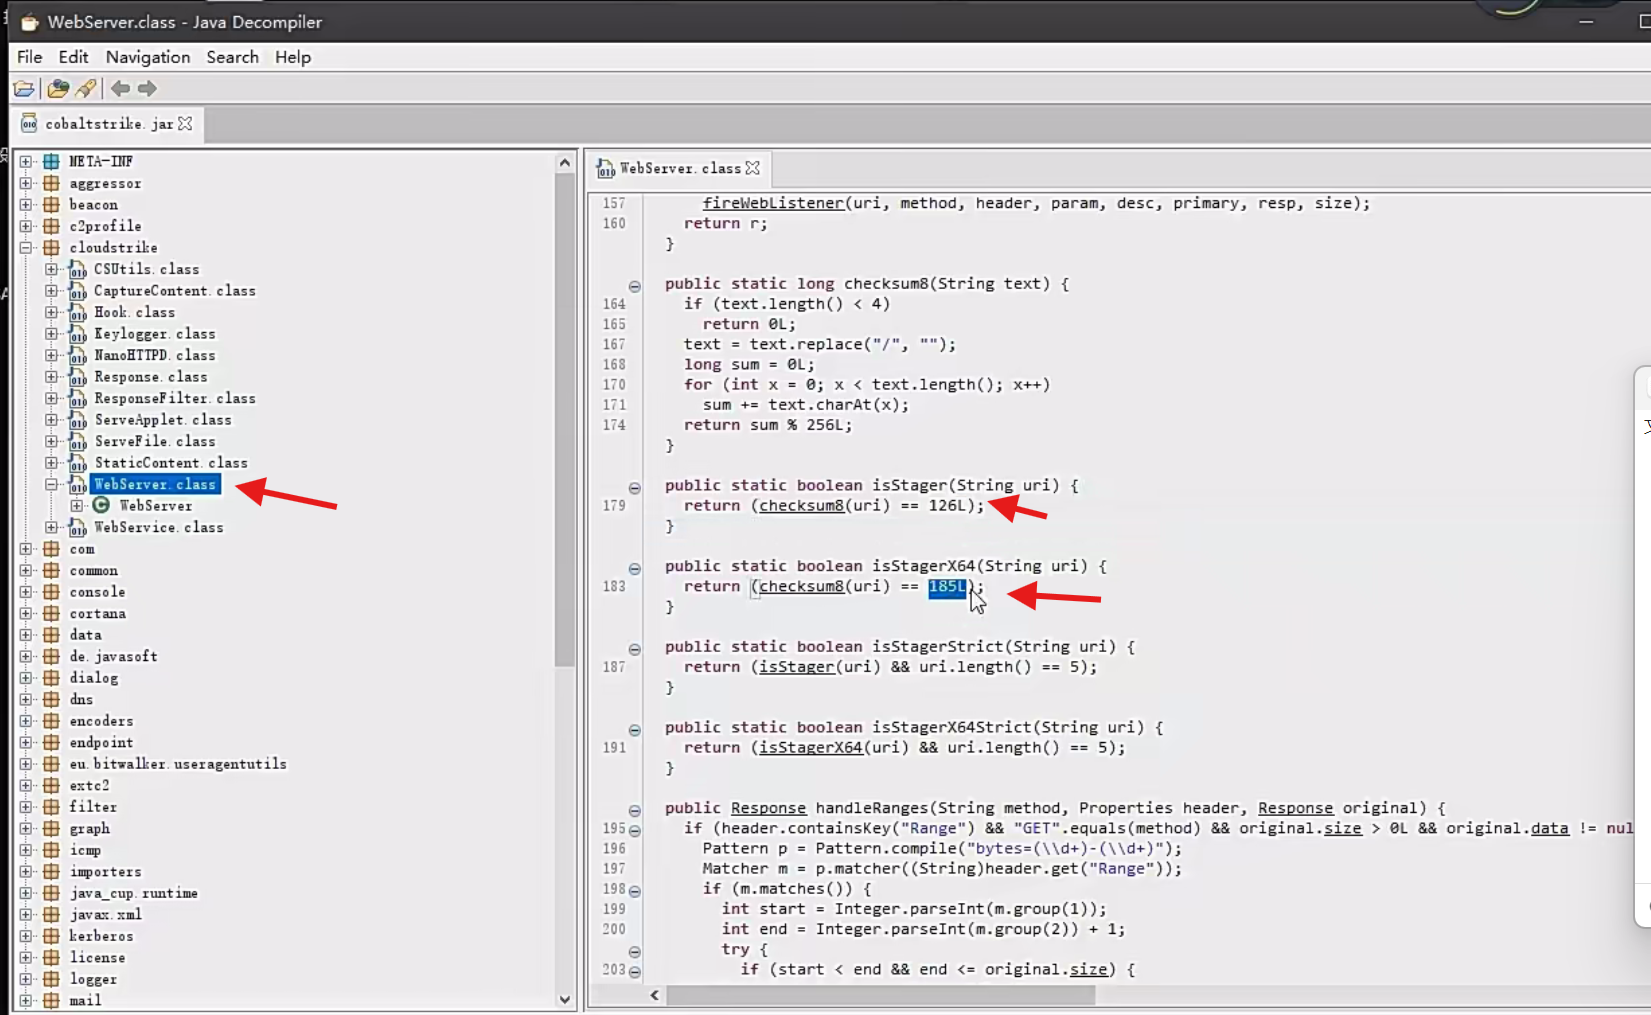 WebServer.class - Java Decompiler
File Edit Navigation Search Help
cobaltstrike.jar
META-INF
aggressor
beacon
c2profile
cloudstrike
CSUtils.class
CaptureContent.class
Hook.class
Keylogger.class
NanoHTTPD.class
Response.class
ResponseFilter.class
ServeApplet.class
ServeFile.class
StaticContent.class
WebServer.class
WebServer
WebService.class
com
common
console
cortana
data
de.javasoft
dialog
dns
encoders
endpoint
eu.bitwalker.useragentutils
extc2
filter
graph
icmp
importers
java_cup.runtime
javax.xml
kerberos
license
logger
mail
WebServer.class
157 fireWebListener(uri, method, header, param, desc, primary, resp, size);
160 return r;
}
public static long checksum8(String text) {
164 if (text.length() < 4)
165 return 0L;
167 text = text.replace("/", "");
168 long sum = 0L;
170 for (int x = 0; x < text.length(); x++)
171 sum += text.charAt(x);
174 return sum % 256L;
}
public static boolean isStager(String uri) {
179 return (checksum8(uri) == 126L);
}
public static boolean isStagerX64(String uri) {
183 return (checksum8(uri) == 185L);
}
public static boolean isStagerStrict(String uri) {
187 return (isStager(uri) && uri.length() == 5);
}
public static boolean isStagerX64Strict(String uri) {
191 return (isStagerX64(uri) && uri.length() == 5);
}
public Response handleRanges(String method, Properties header, Response original) {
195 if (header.containsKey("Range") && "GET".equals(method) && original.size > 0L && original.data != nul
196 Pattern p = Pattern.compile("bytes=(\\d+)-(\\d+)");
197 Matcher m = p.matcher((String)header.get("Range"));
198 if (m.matches()) {
199 int start = Integer.parseInt(m.group(1));
200 int end = Integer.parseInt(m.group(2)) + 1;
try {
203 if (start < end && end <= original.size) {